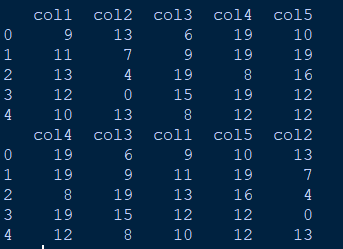 col1 col2 col3 col4 col5
0 9 13 6 19 10
1 11 7 9 19 19
2 13 4 19 8 16
3 12 0 15 19 12
4 10 13 8 12 12
col4 col3 col1 col5 col2
0 19 6 9 10 13
1 19 9 11 19 7
2 8 19 13 16 4
3 19 15 12 12 0
4 12 8 10 12 13